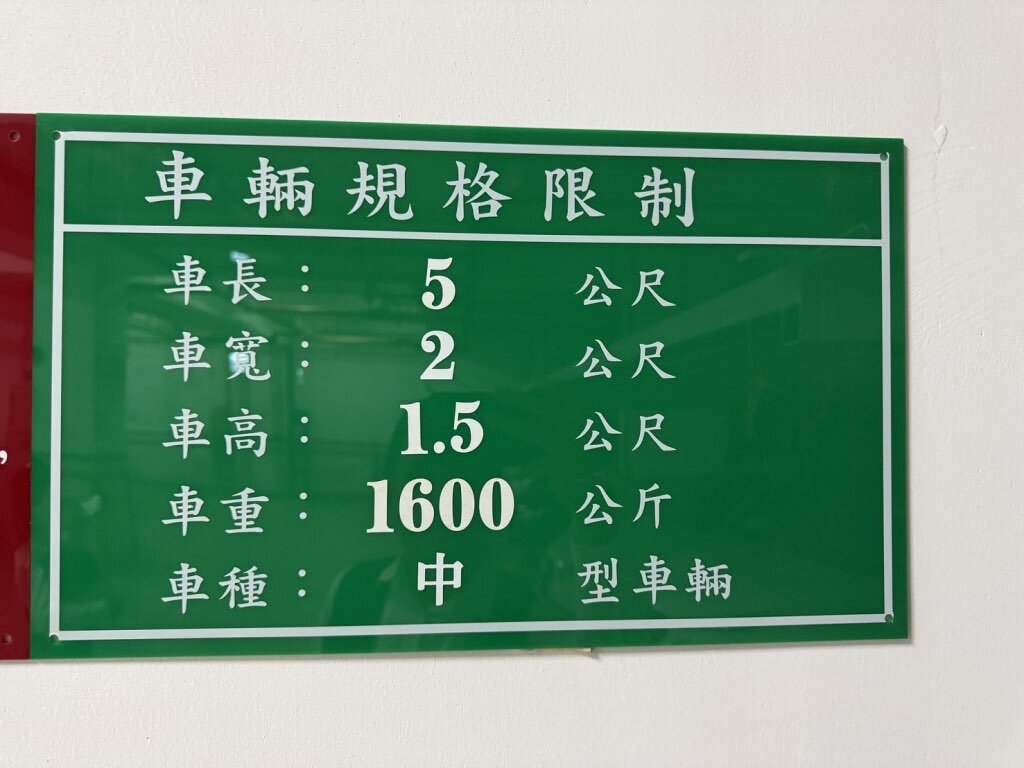 車輛規格限制
車長： 5 公尺
車寬： 2 公尺
車高： 1.5 公尺
車重： 1600 公斤
車種： 中 型車輛